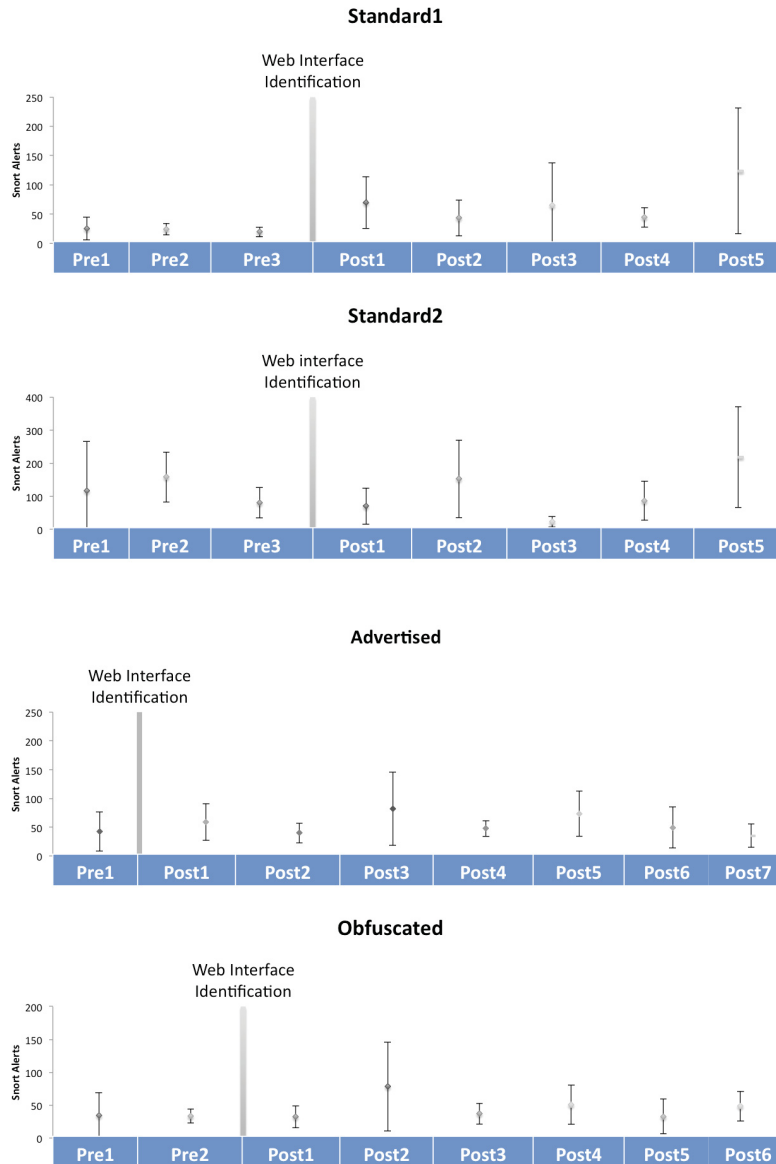 Standard1
Web Interface
Identification
250
200
150
100
50
0
Snort Alerts
Pre1 Pre2 Pre3 Post1 Post2 Post3 Post4 Post5
Standard2
Web interface
Identification
400
300
200
100
0
Snort Alerts
Pre1 Pre2 Pre3 Post1 Post2 Post3 Post4 Post5
Advertised
Web Interface
Identification
250
200
150
100
50
0
Snort Alerts
Pre1 Post1 Post2 Post3 Post4 Post5 Post6 Post7
Obfuscated
Web Interface
Identification
200
150
100
50
0
Snort Alerts
Pre1 Pre2 Post1 Post2 Post3 Post4 Post5 Post6